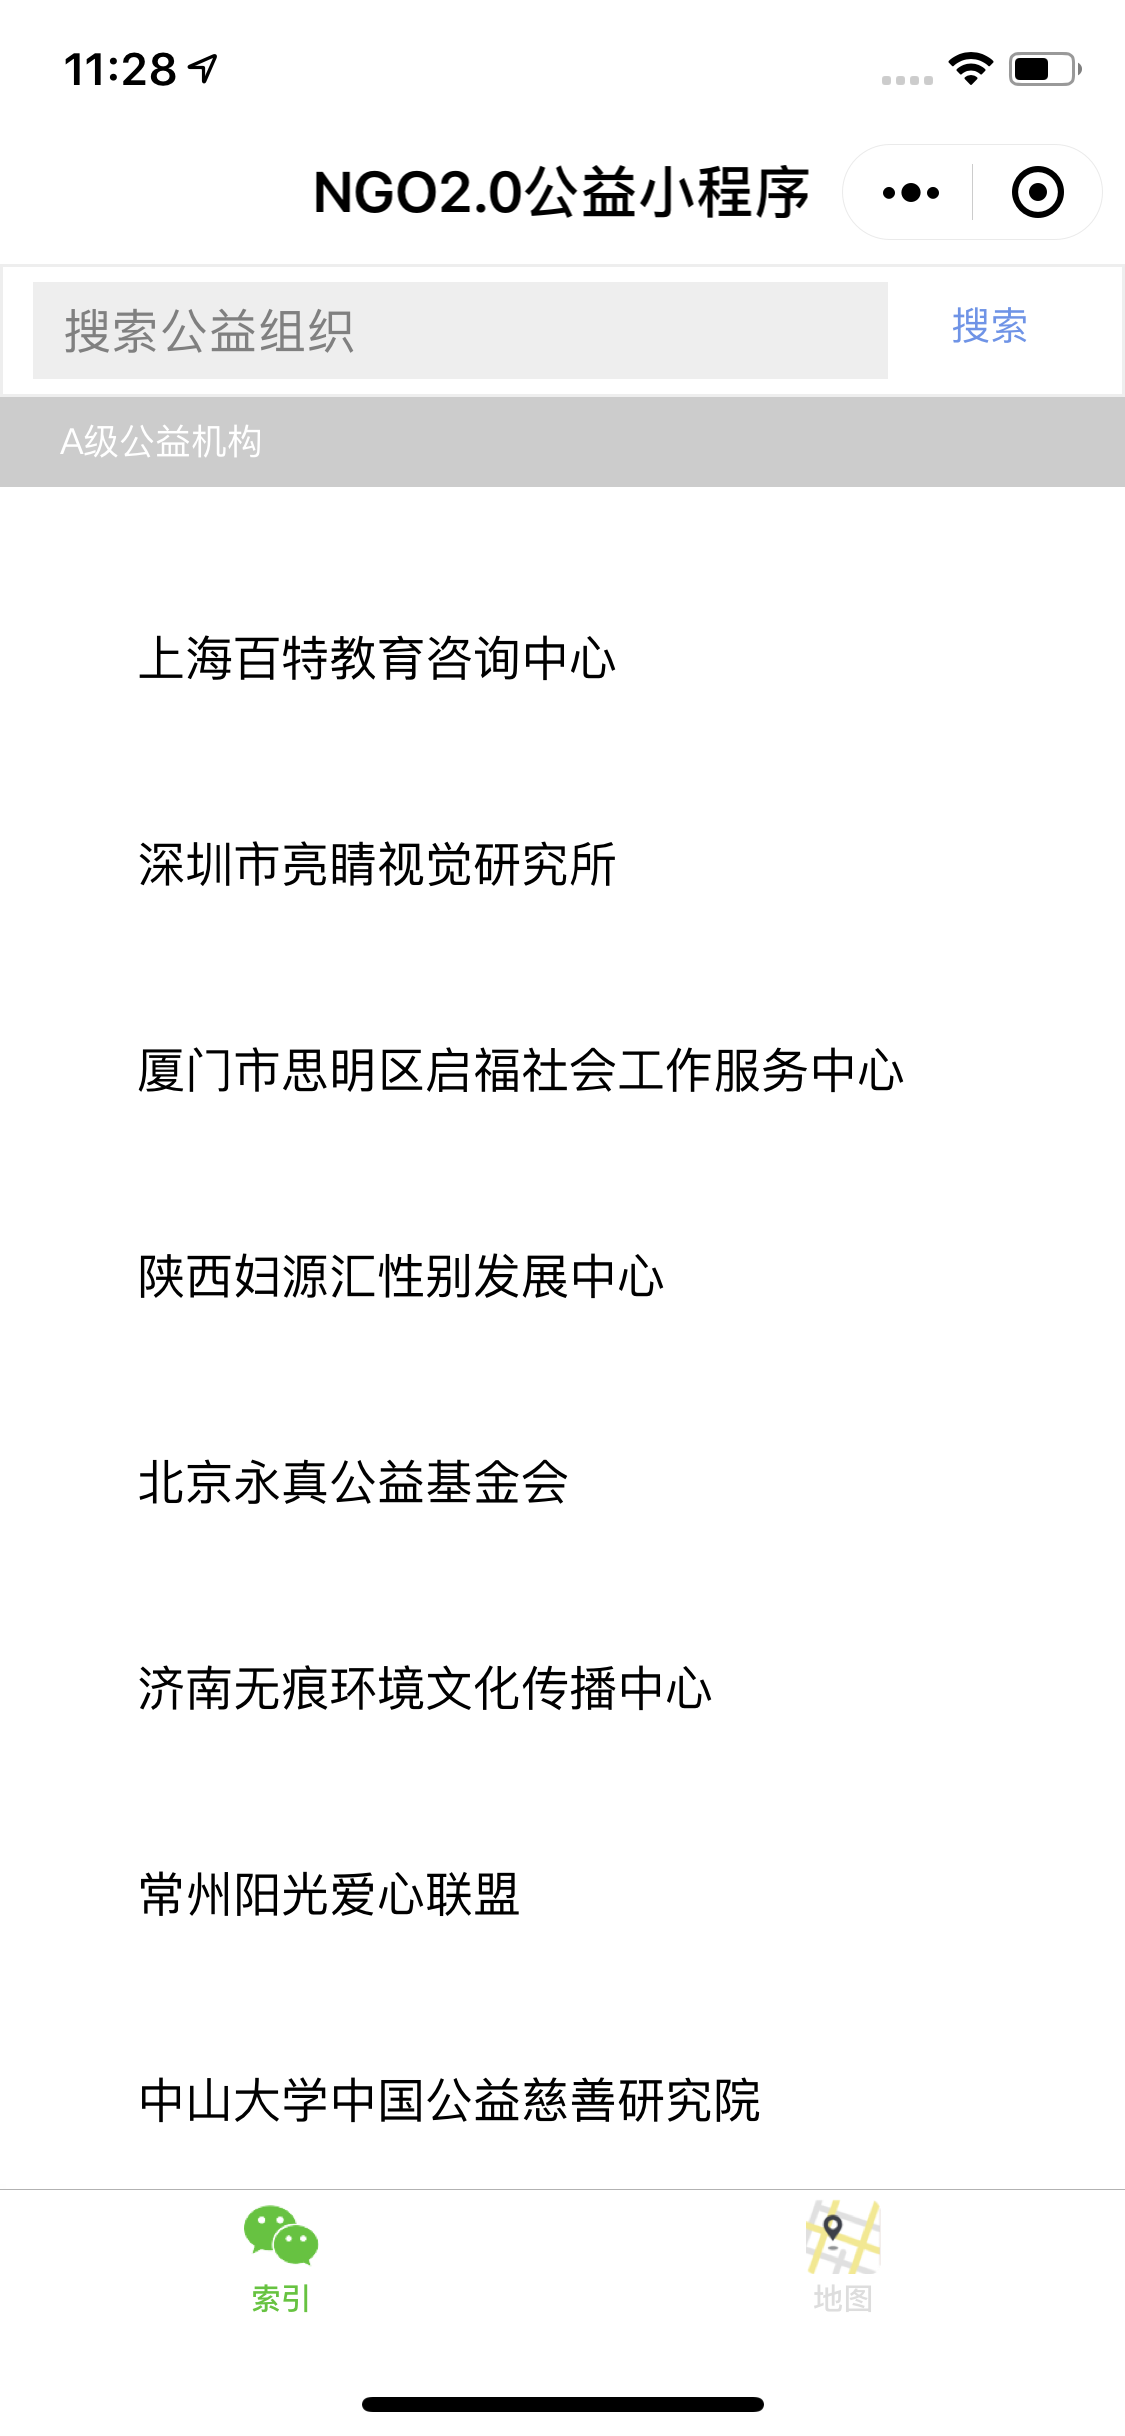 11:28
NGO2.0公益小程序
搜索公益组织
搜索
A级公益机构
上海百特教育咨询中心
深圳市亮睛视觉研究所
厦门市思明区启福社会工作服务中心
陕西妇源汇性别发展中心
北京永真公益基金会
济南无痕环境文化传播中心
常州阳光爱心联盟
中山大学中国公益慈善研究院
索引
地图